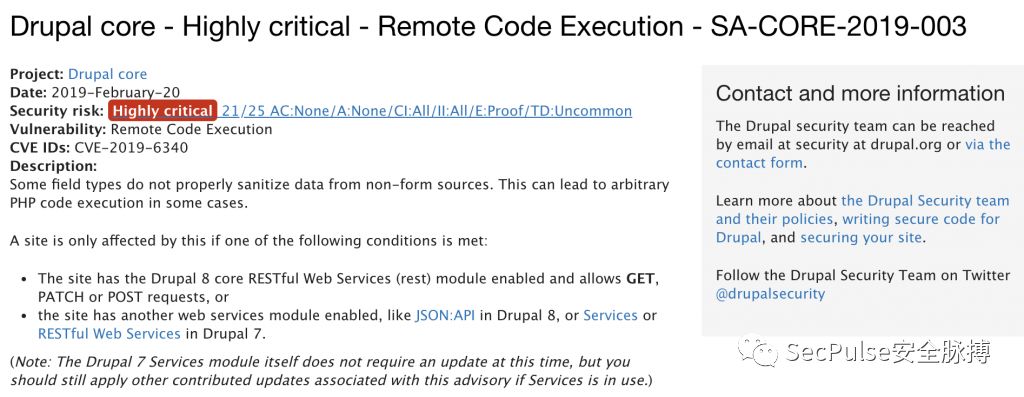 Drupal core - Highly critical - Remote Code Execution - SA-CORE-2019-003
Project: Drupal core
Date: 2019-February-20
Security risk: Highly critical 21/25 AC:None/A:None/CI:All/II:All/E:Proof/TD:Uncommon
Vulnerability: Remote Code Execution
CVE IDs: CVE-2019-6340
Description:
Some field types do not properly sanitize data from non-form sources. This can lead to arbitrary
PHP code execution in some cases.
A site is only affected by this if one of the following conditions is met:
• The site has the Drupal 8 core RESTful Web Services (rest) module enabled and allows GET,
PATCH or POST requests, or
• the site has another web services module enabled, like JSON:API in Drupal 8, or Services or
RESTful Web Services in Drupal 7.
(Note: The Drupal 7 Services module itself does not require an update at this time, but you
should still apply other contributed updates associated with this advisory if Services is in use.)
Contact and more information
The Drupal security team can be reached
by email at security at drupal.org or via the
contact form.
Learn more about the Drupal Security team
and their policies, writing secure code for
Drupal, and securing your site.
Follow the Drupal Security Team on Twitter
@drupalsecurity
SecPulse安全脉搏